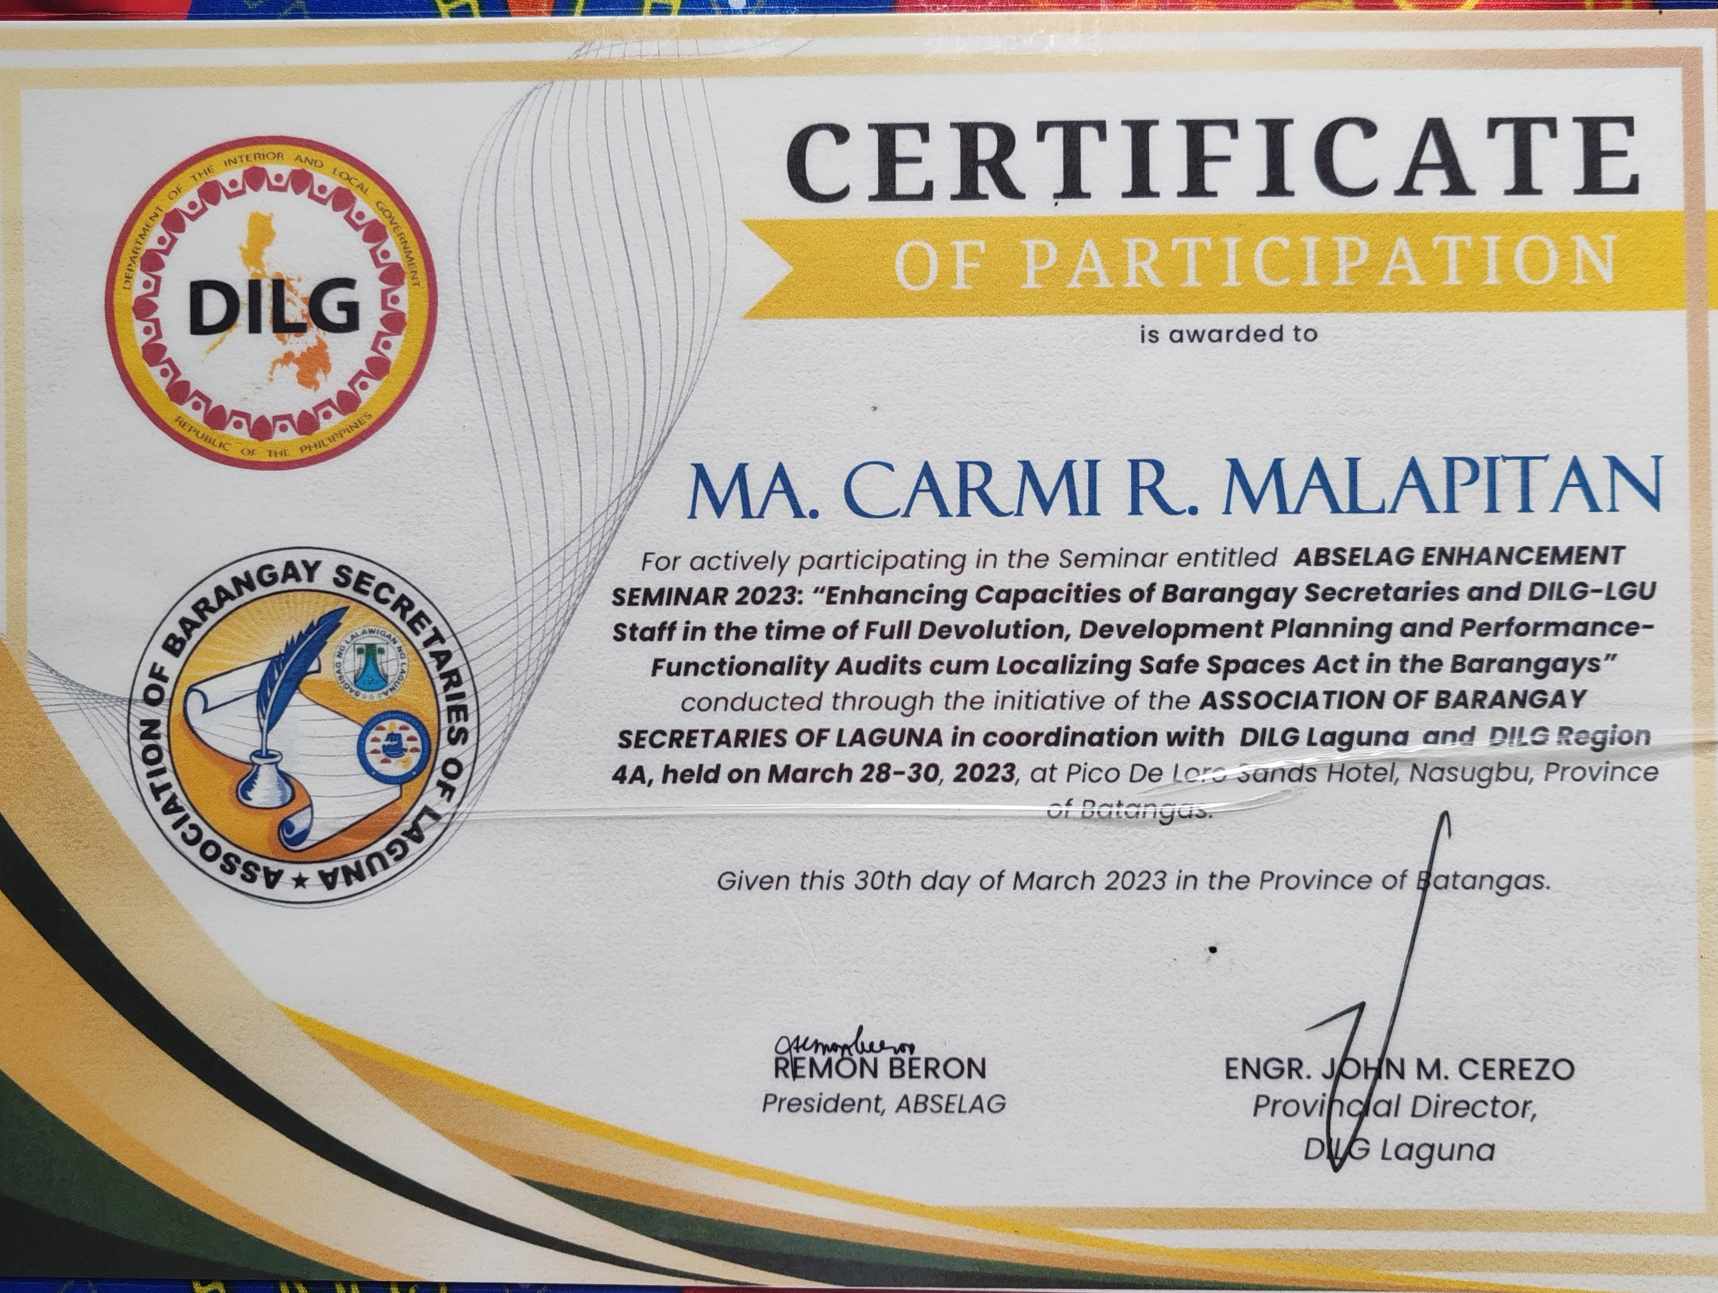 CERTIFICATE
OF PARTICIPATION
is awarded to
DEPARTMENT OF THE INTERIOR AND LOCAL GOVERNMENT
DILG
REPUBLIC OF THE PHILIPPINES
MA. CARMI R. MALAPITAN
ASSOCIATION OF BARANGAY SECRETARIES OF LAGUNA ★
For actively participating in the Seminar entitled ABSELAG ENHANCEMENT
SEMINAR 2023: “Enhancing Capacities of Barangay Secretaries and DILG-LGU
Staff in the time of Full Devolution, Development Planning and Performance-
Functionality Audits cum Localizing Safe Spaces Act in the Barangays”
conducted through the initiative of the ASSOCIATION OF BARANGAY
SECRETARIES OF LAGUNA in coordination with DILG Laguna and DILG Region
4A, held on March 28-30, 2023, at Pico De Loro Sands Hotel, Nasugbu, Province
of Batangas.
Given this 30th day of March 2023 in the Province of Batangas.
REMON BERON
President, ABSELAG
ENGR. JOHN M. CEREZO
Provincial Director,
DILG Laguna